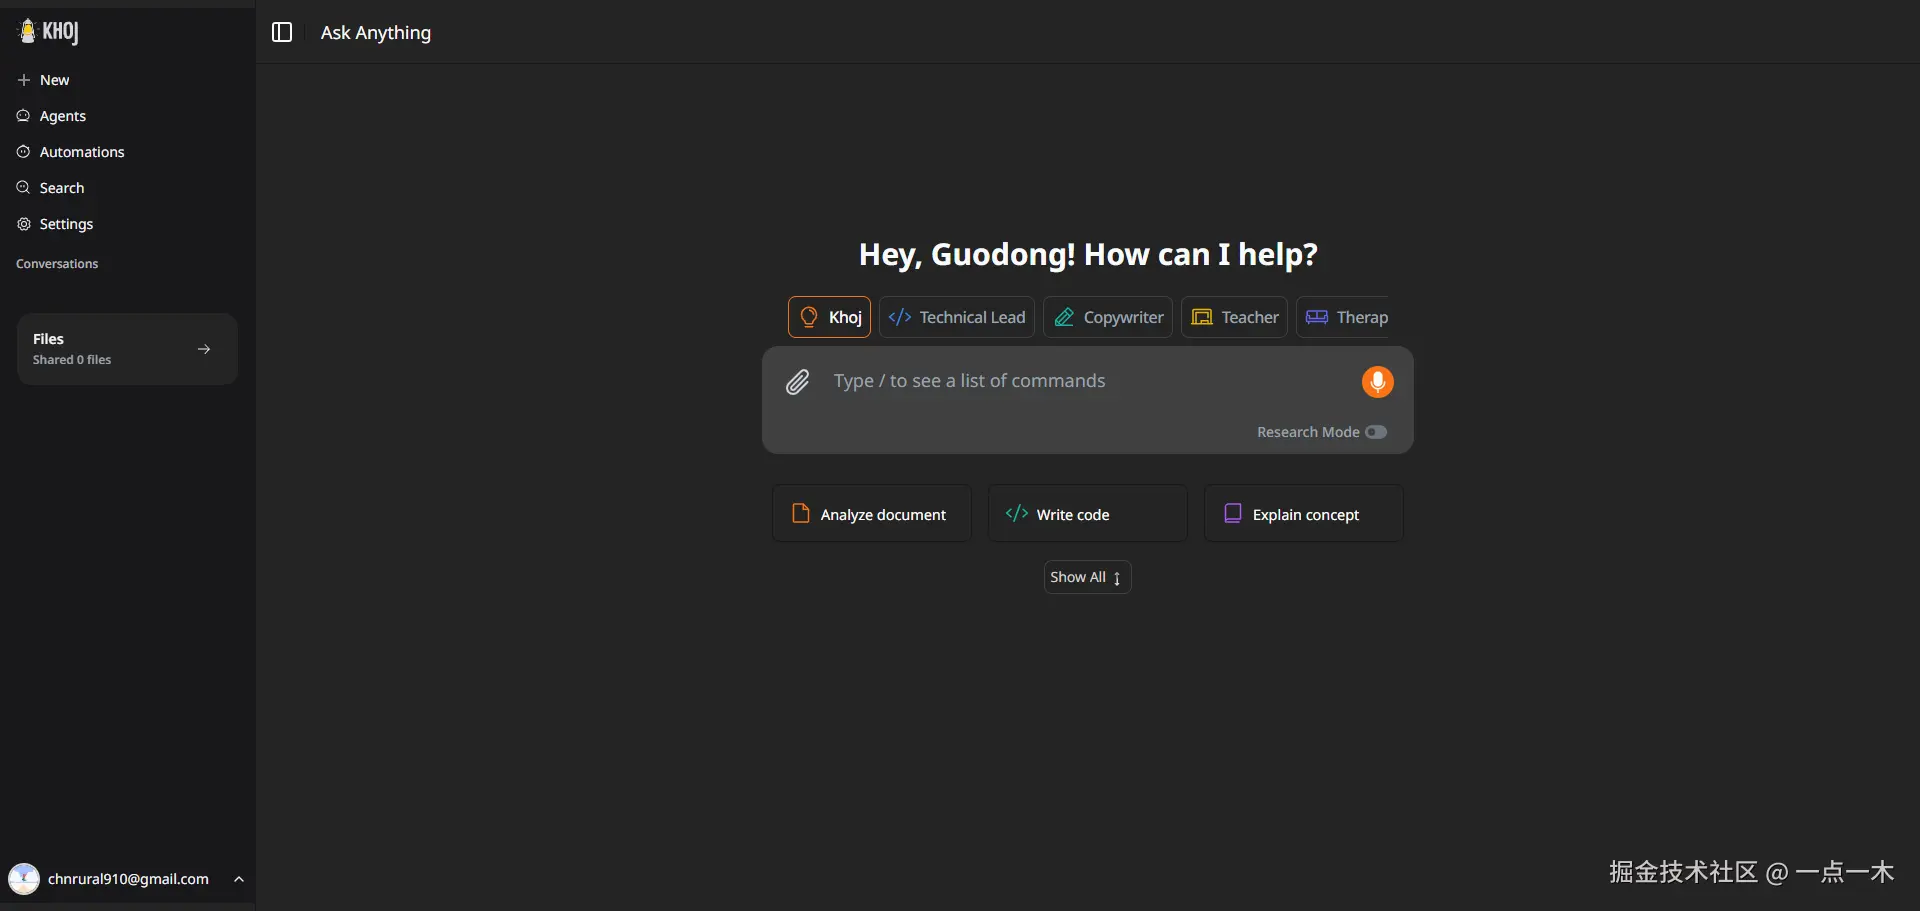 KHOJ
New
Agents
Automations
Search
Settings
Conversations
Files
Shared 0 files
chnrural910@gmail.com
Ask Anything
Hey, Guodong! How can I help?
Khoj
Technical Lead
Copywriter
Teacher
Therap
Type / to see a list of commands
Research Mode
Analyze document
Write code
Explain concept
Show All
掘金技术社区 @ 一点一木